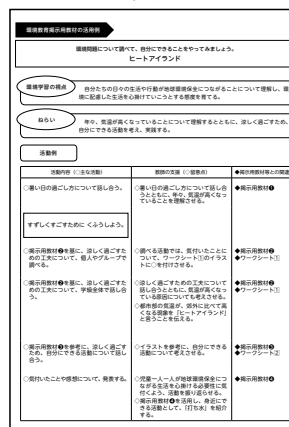 環境教育掲示用教材の活用例
環境問題について調べて、自分にできることをやってみましょう。
ヒートアイランド
環境学習の視点
自分たちの日々の生活や行動が地球環境保全につながることについて理解し、環
境に配慮した生活を心掛けていこうとする態度を育てる。
ねらい
年々、気温が高くなっていることについて理解するとともに、涼しく過ごすため、
自分にできる活動を考え、実践する。
活動例
活動内容(○主な活動)
教師の支援(◇留意点)
◆掲示用教材等との関連
○暑い日の過ごし方について話し合う。
◇暑い日の過ごし方について話し合
うとともに、年々、気温が高くなっ
ていることを理解させる。
◆掲示用教材❶
すずしくすごすために くふうしよう。
○掲示用教材❷を基に、涼しく過ごすた
めの工夫について、個人やグループで
調べる。
◇調べる活動では、気付いたことに
ついて、ワークシート①のイラス
トに○を付けさせる。
◆掲示用教材❷
◆ワークシート①
○掲示用教材❷を基に、涼しく過ごすた
めの工夫について、学級全体で話し合
う。
◇涼しく過ごすための工夫について
話し合うとともに、気温が高くなっ
ている原因についても考えさせる。
◇都市部の気温が、郊外に比べて高
くなる現象を「ヒートアイランド」
と言うことを伝える。
◆掲示用教材❷
◆ワークシート①
○掲示用教材❸を参考に、涼しく過ごす
ため、自分にできる活動について話し
合う。
◇イラストを参考に、自分にできる
活動について考えさせる。
◆掲示用教材❸
◆ワークシート②
○気付いたことや感想について、発表する。
◇児童一人一人が地球環境保全につ
ながる生活を心掛ける必要性に気
付くよう、活動を振り返らせる。
◇掲示用教材❹を活用し、身近にで
きる活動として、「打ち水」を紹介
する。
◆掲示用教材❹